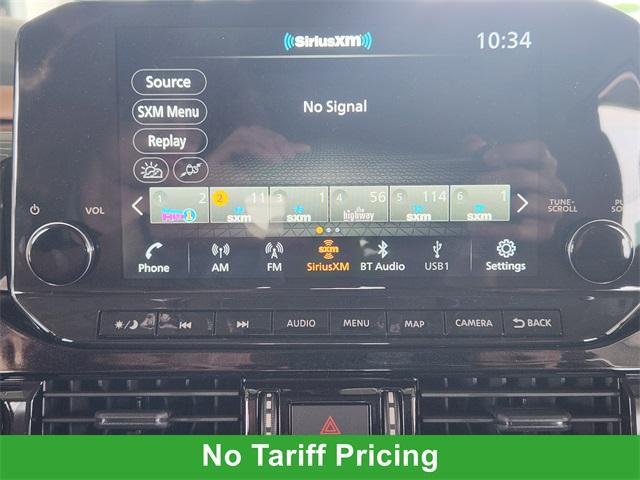 SiriusXM
10:34
Source
SXM Menu
No Signal
Replay
1 2 2 11 3 1 4 56 5 114 6 1
sxm the highway sxm sxm
VOL
TUNE-SCROLL
Phone AM FM SiriusXM BT Audio USB1 Settings
AUDIO MENU MAP CAMERA BACK
No Tariff Pricing